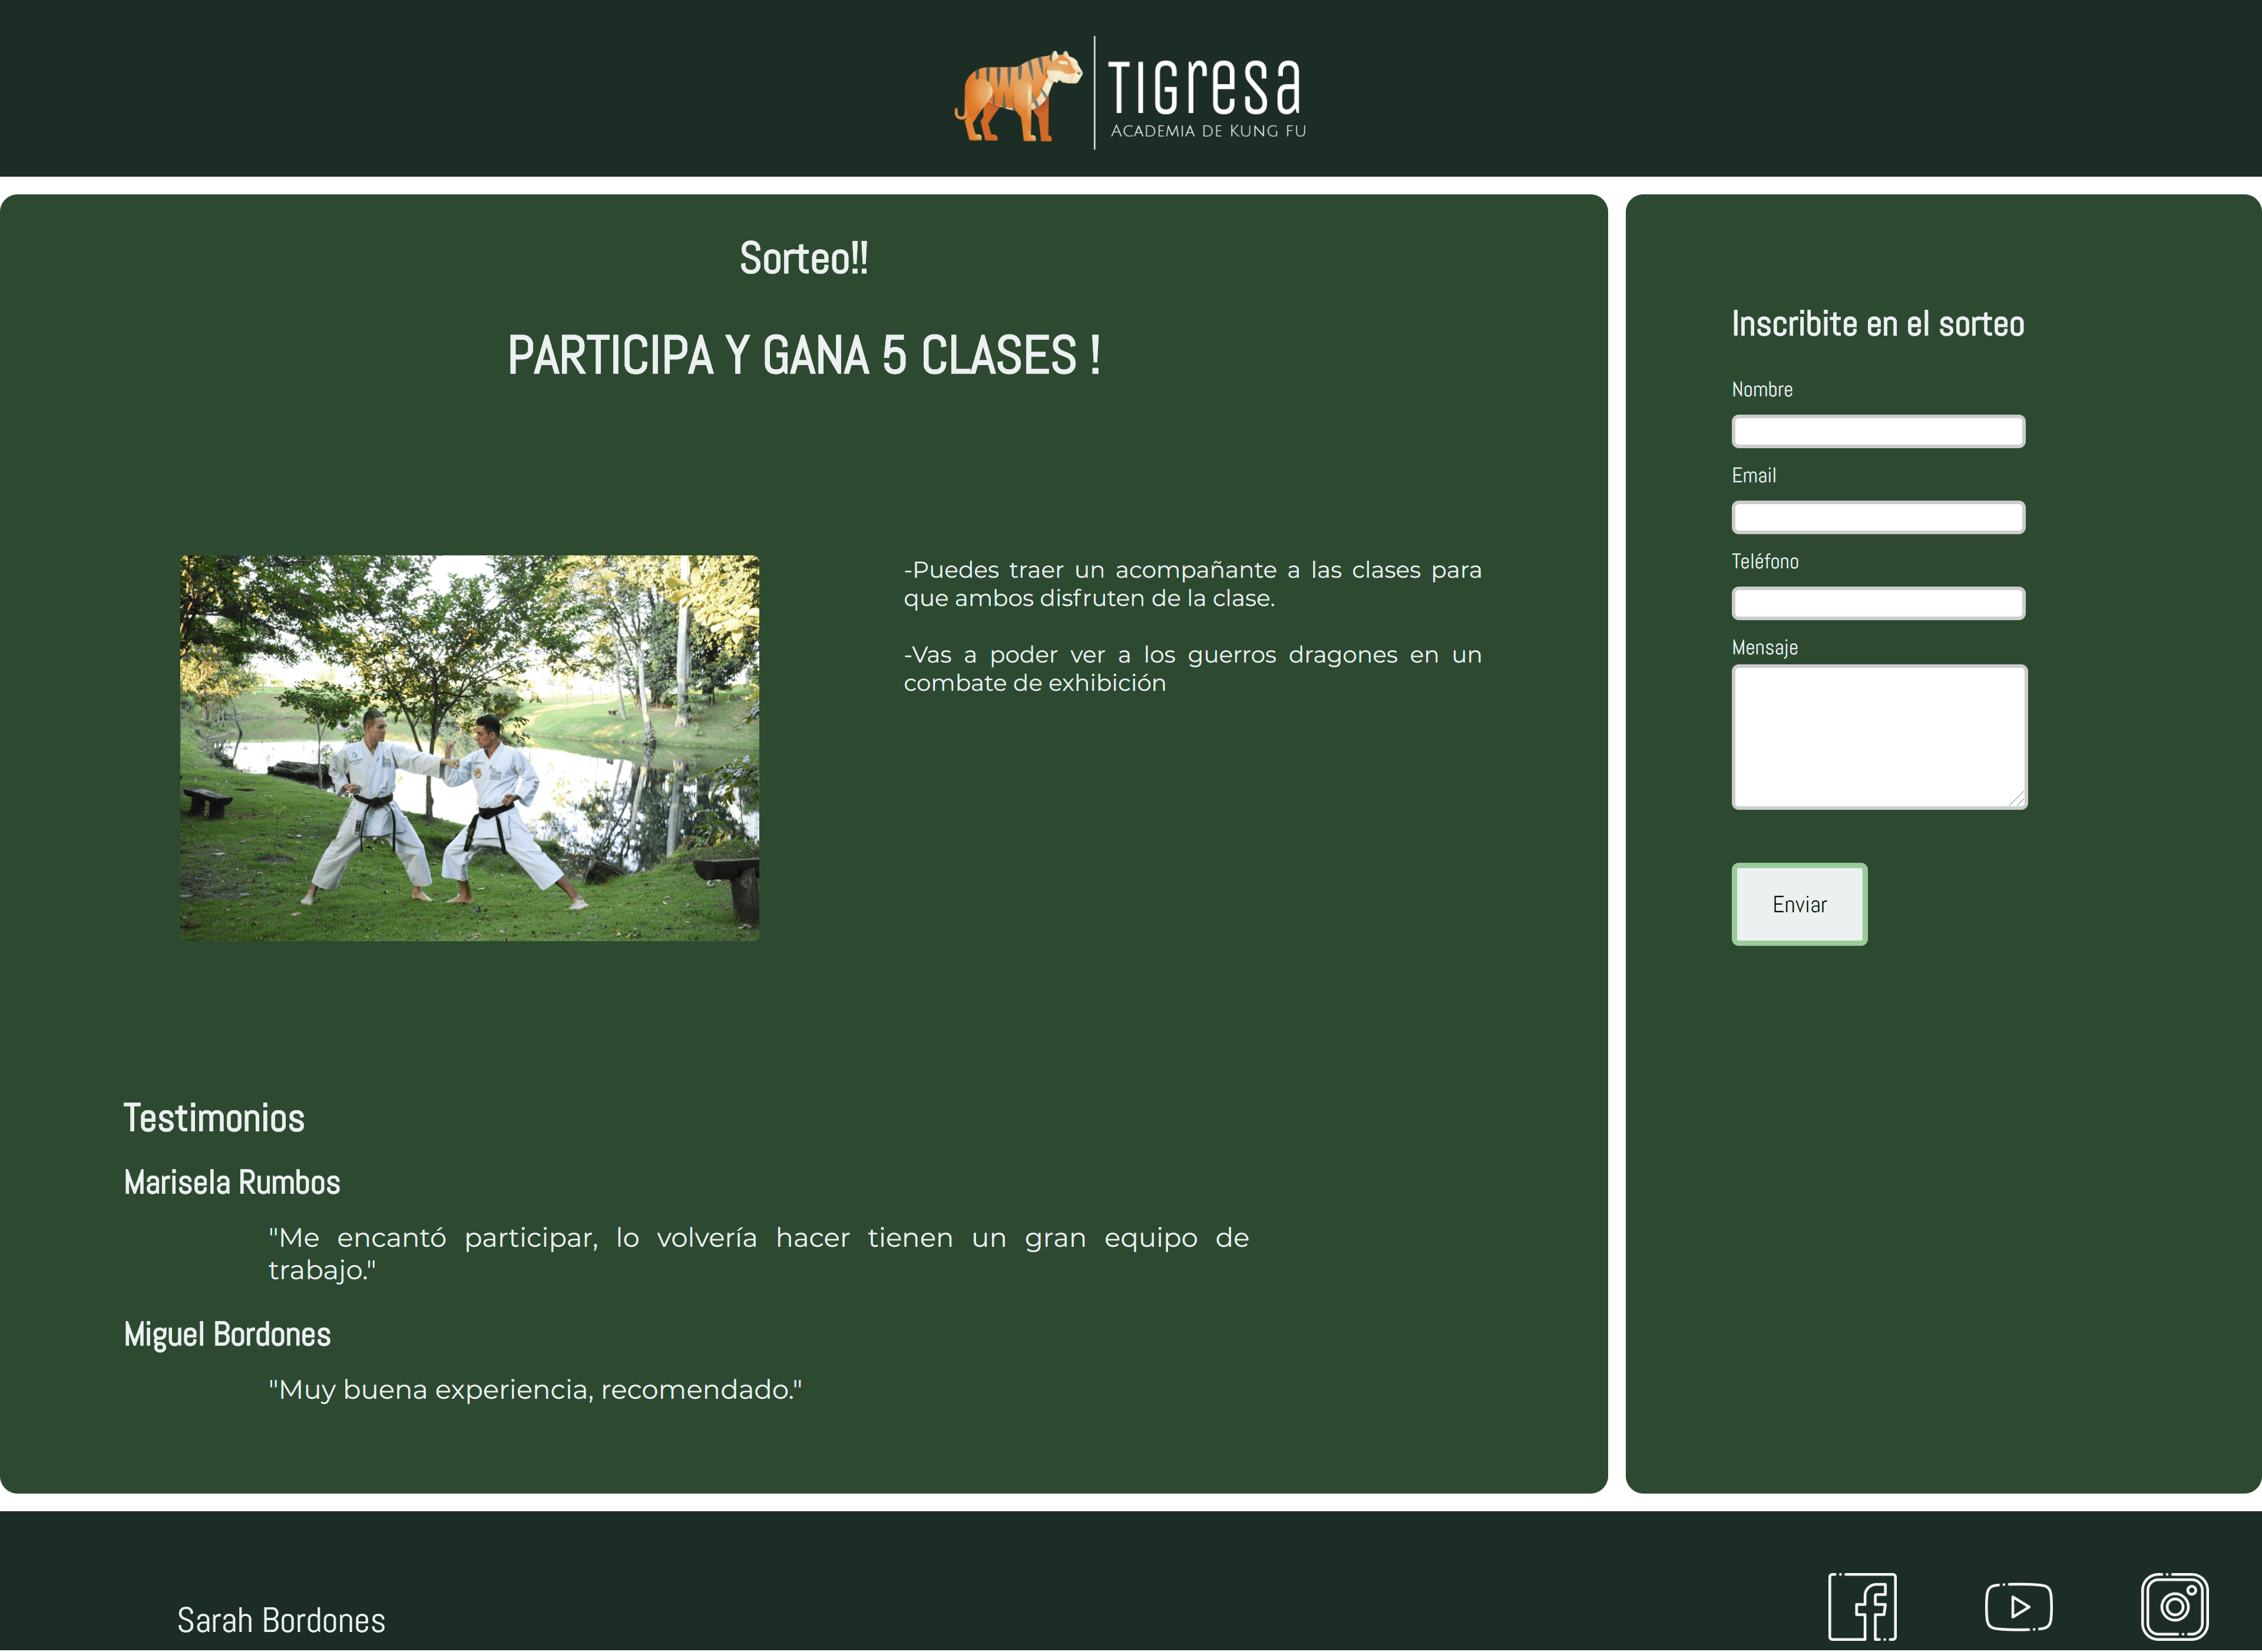 Tigresa
Academia de Kung fu
Sorteo!!
PARTICIPA Y GANA 5 CLASES !
-Puedes traer un acompañante a las clases para
que ambos disfruten de la clase.
-Vas a poder ver a los guerros dragones en un
combate de exhibición
Testimonios
Marisela Rumbos
"Me encantó participar, lo volvería hacer tienen un gran equipo de
trabajo."
Miguel Bordones
"Muy buena experiencia, recomendado."
Inscribite en el sorteo
Nombre
Email
Teléfono
Mensaje
Enviar
Sarah Bordones